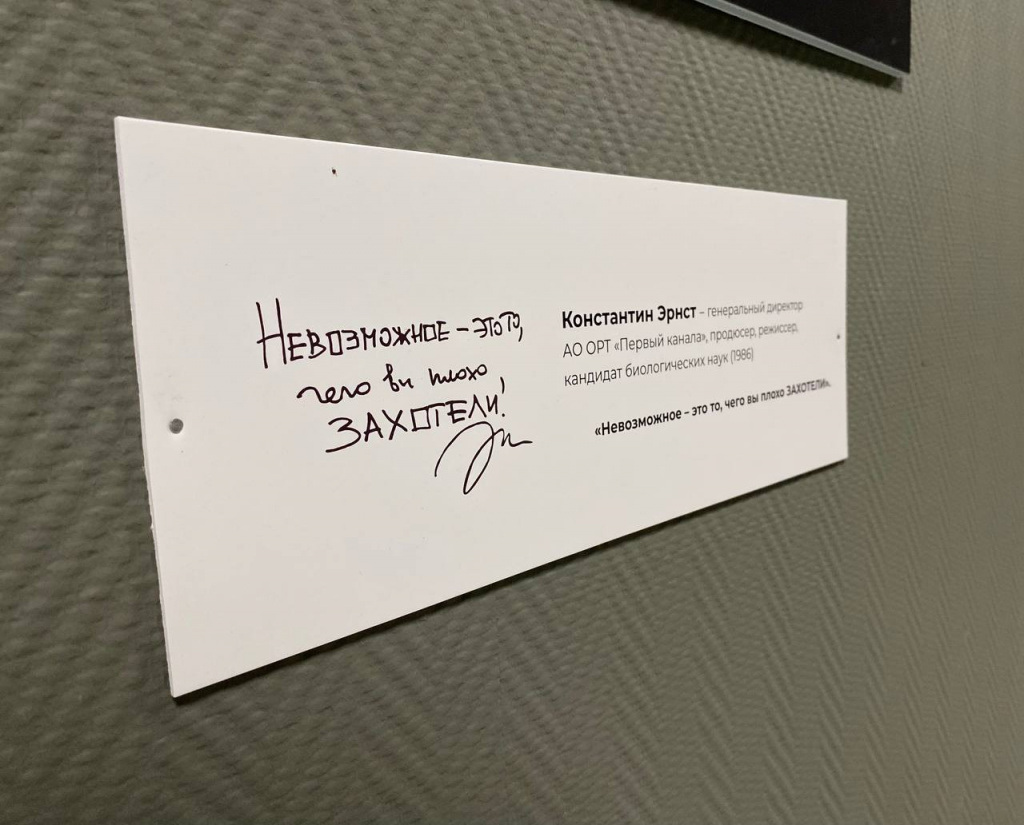 НЕВОЗМОЖНОЕ – ЭТО ТО,
чего вы плохо
ЗАХОТЕЛИ!
Константин Эрнст – генеральный директор
АО ОРТ «Первый канала», продюсер, режиссер,
кандидат биологических наук (1986)
«Невозможное – это то, чего вы плохо ЗАХОТЕЛИ».